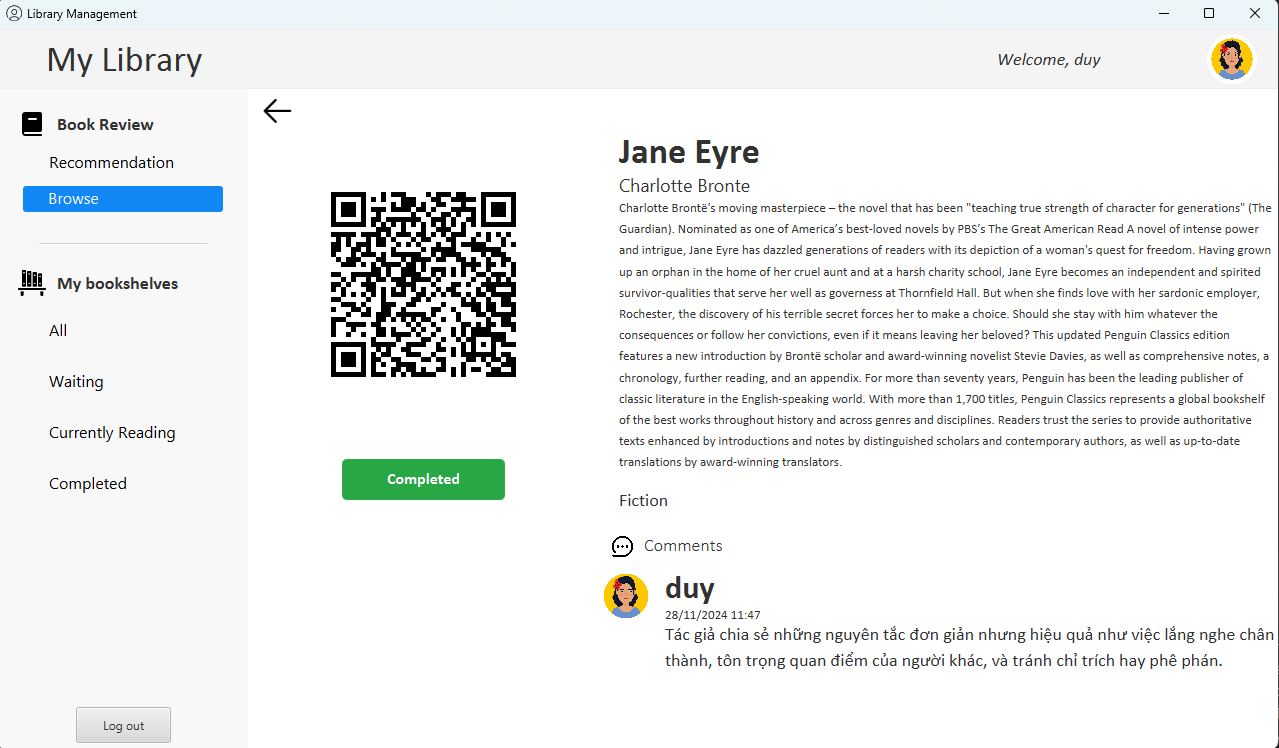 Library Management
My Library
Welcome, duy
Book Review
Recommendation
Browse
My bookshelves
All
Waiting
Currently Reading
Completed
Log out
Completed
Jane Eyre
Charlotte Bronte
Charlotte Brontë's moving masterpiece – the novel that has been "teaching true strength of character for generations" (The
Guardian). Nominated as one of America's best-loved novels by PBS's The Great American Read A novel of intense power
and intrigue, Jane Eyre has dazzled generations of readers with its depiction of a woman's quest for freedom. Having grown
up an orphan in the home of her cruel aunt and at a harsh charity school, Jane Eyre becomes an independent and spirited
survivor-qualities that serve her well as governess at Thornfield Hall. But when she finds love with her sardonic employer,
Rochester, the discovery of his terrible secret forces her to make a choice. Should she stay with him whatever the
consequences or follow her convictions, even if it means leaving her beloved? This updated Penguin Classics edition
features a new introduction by Brontë scholar and award-winning novelist Stevie Davies, as well as comprehensive notes, a
chronology, further reading, and an appendix. For more than seventy years, Penguin has been the leading publisher of
classic literature in the English-speaking world. With more than 1,700 titles, Penguin Classics represents a global bookshelf
of the best works throughout history and across genres and disciplines. Readers trust the series to provide authoritative
texts enhanced by introductions and notes by distinguished scholars and contemporary authors, as well as up-to-date
translations by award-winning translators.
Fiction
Comments
duy
28/11/2024 11:47
Tác giả chia sẻ những nguyên tắc đơn giản nhưng hiệu quả như việc lắng nghe chân
thành, tôn trọng quan điểm của người khác, và tránh chỉ trích hay phê phán.